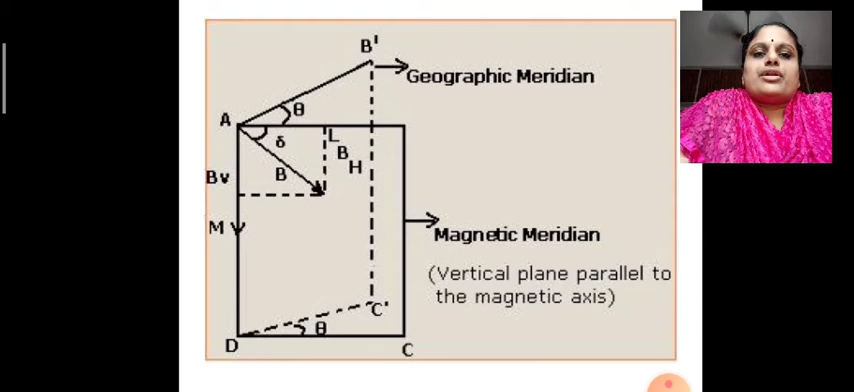 B'
Geographic Meridian
A
θ
δ
L
B
H
B
Bv
M
Magnetic Meridian
(Vertical plane parallel to
the magnetic axis)
C'
θ
D
C